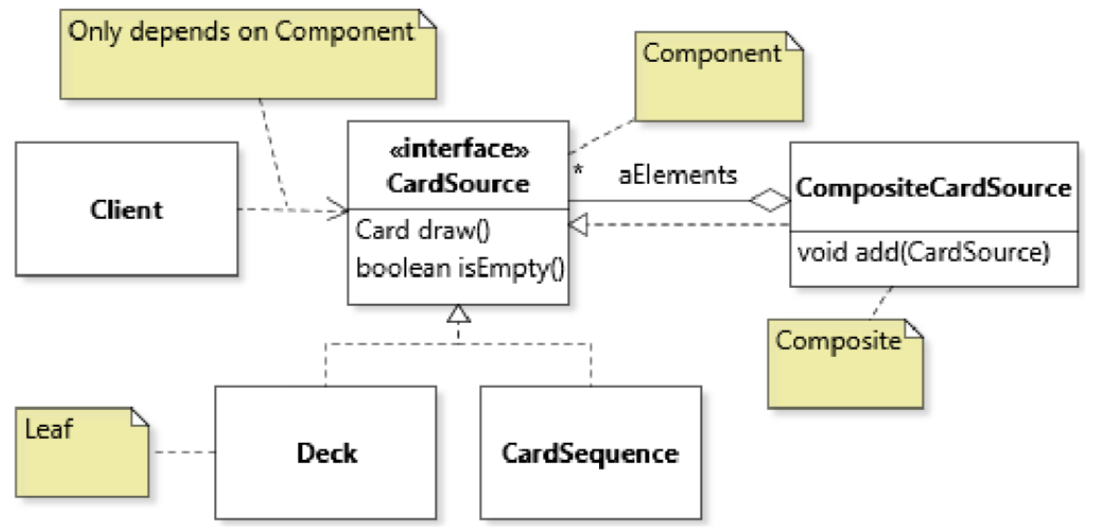 Only depends on Component
Component
«interface»
CardSource
* aElements
CompositeCardSource
Client
Card draw()
boolean isEmpty()
void add(CardSource)
Composite
Leaf
Deck
CardSequence